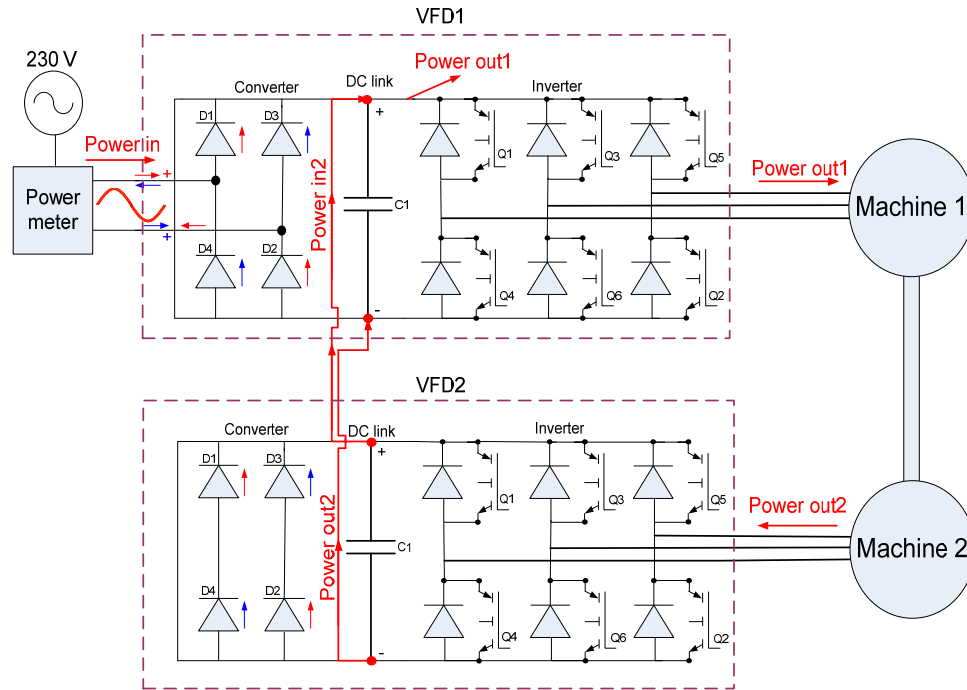 VFD1
230 V
Power out1
Converter
DC link
Inverter
D1
D3
+
Q1
Q3
Q5
Power in
+
Power in2
Power out1
Power meter
C1
Machine 1
+
D4
D2
Q4
Q6
Q2
-
VFD2
Converter
DC link
Inverter
D1
D3
+
Q1
Q3
Q5
Power out2
Power out2
C1
Machine 2
D4
D2
Q4
Q6
Q2
-